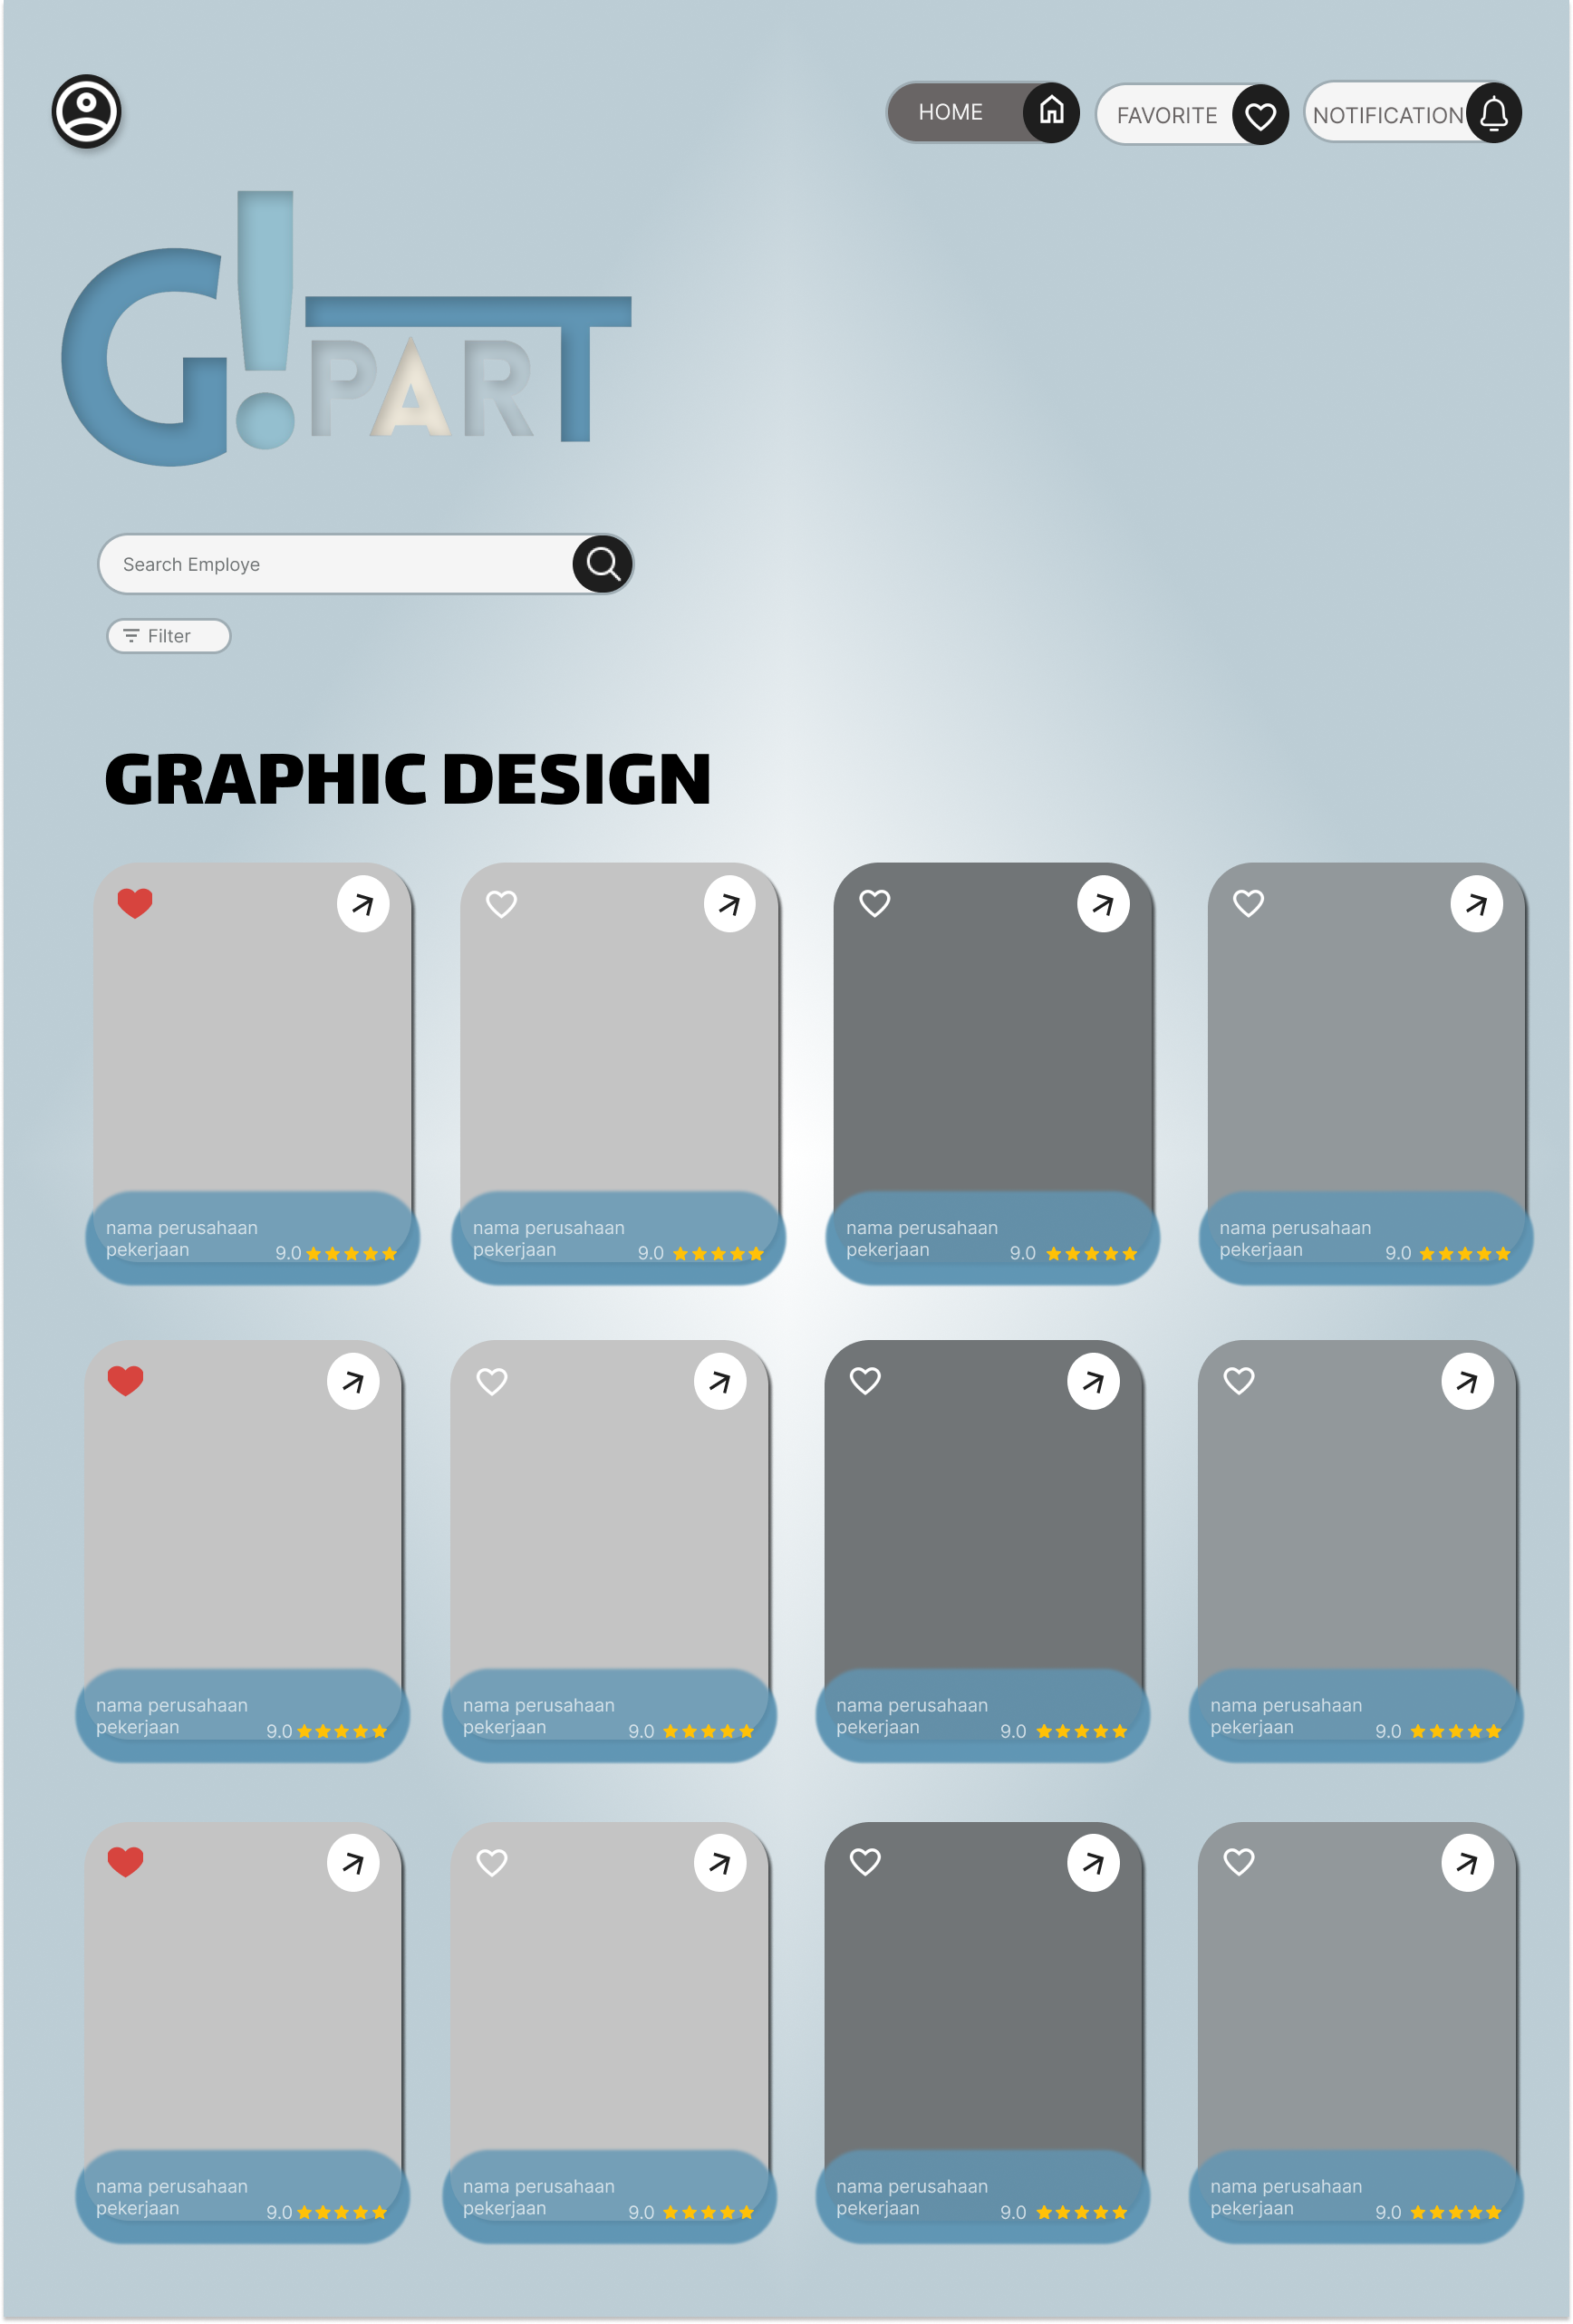 HOME
FAVORITE
NOTIFICATION
G!PART
Search Employe
Filter
GRAPHIC DESIGN
nama perusahaan
pekerjaan
9.0
nama perusahaan
pekerjaan
9.0
nama perusahaan
pekerjaan
9.0
nama perusahaan
pekerjaan
9.0
nama perusahaan
pekerjaan
9.0
nama perusahaan
pekerjaan
9.0
nama perusahaan
pekerjaan
9.0
nama perusahaan
pekerjaan
9.0
nama perusahaan
pekerjaan
9.0
nama perusahaan
pekerjaan
9.0
nama perusahaan
pekerjaan
9.0
nama perusahaan
pekerjaan
9.0